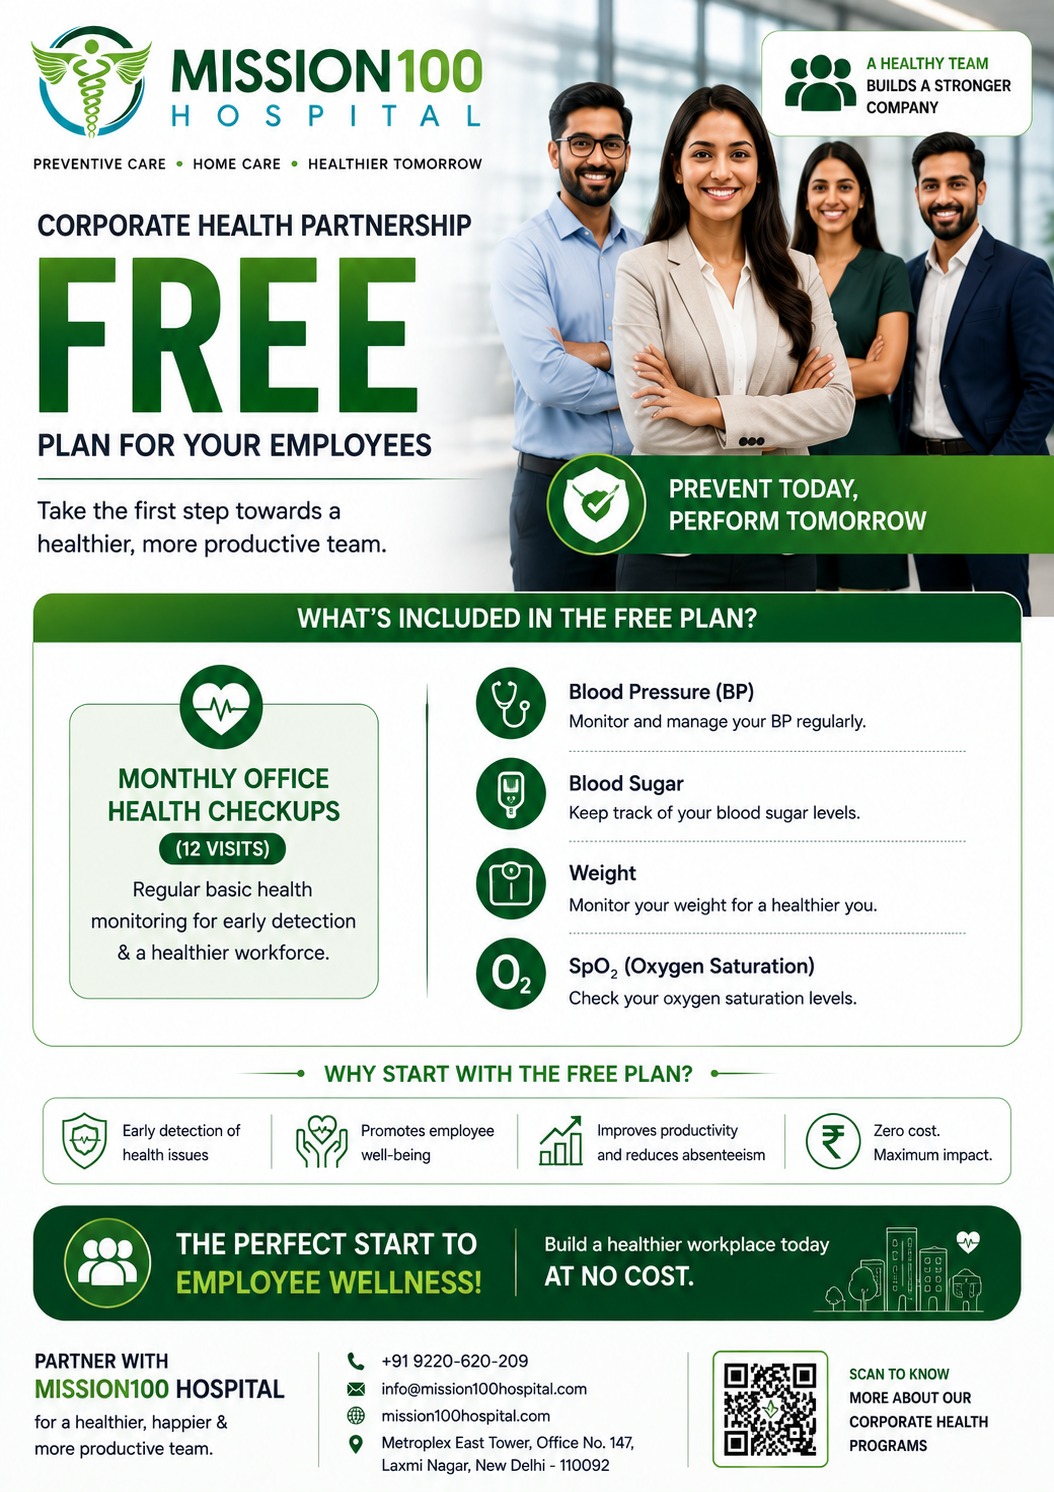 MISSION100
HOSPITAL
PREVENTIVE CARE • HOME CARE • HEALTHIER TOMORROW
A HEALTHY TEAM
BUILDS A STRONGER
COMPANY
CORPORATE HEALTH PARTNERSHIP
FREE
PLAN FOR YOUR EMPLOYEES
Take the first step towards a
healthier, more productive team.
PREVENT TODAY,
PERFORM TOMORROW
WHAT'S INCLUDED IN THE FREE PLAN?
MONTHLY OFFICE
HEALTH CHECKUPS
(12 VISITS)
Regular basic health
monitoring for early detection
& a healthier workforce.
Blood Pressure (BP)
Monitor and manage your BP regularly.
Blood Sugar
Keep track of your blood sugar levels.
Weight
Monitor your weight for a healthier you.
O₂
SpO₂ (Oxygen Saturation)
Check your oxygen saturation levels.
WHY START WITH THE FREE PLAN?
Early detection of
health issues
Promotes employee
well-being
Improves productivity
and reduces absenteeism
₹
Zero cost.
Maximum impact.
THE PERFECT START TO
EMPLOYEE WELLNESS!
Build a healthier workplace today
AT NO COST.
PARTNER WITH
MISSION100 HOSPITAL
for a healthier, happier &
more productive team.
+91 9220-620-209
info@mission100hospital.com
mission100hospital.com
Metroplex East Tower, Office No. 147,
Laxmi Nagar, New Delhi - 110092
SCAN TO KNOW
MORE ABOUT OUR
CORPORATE HEALTH
PROGRAMS